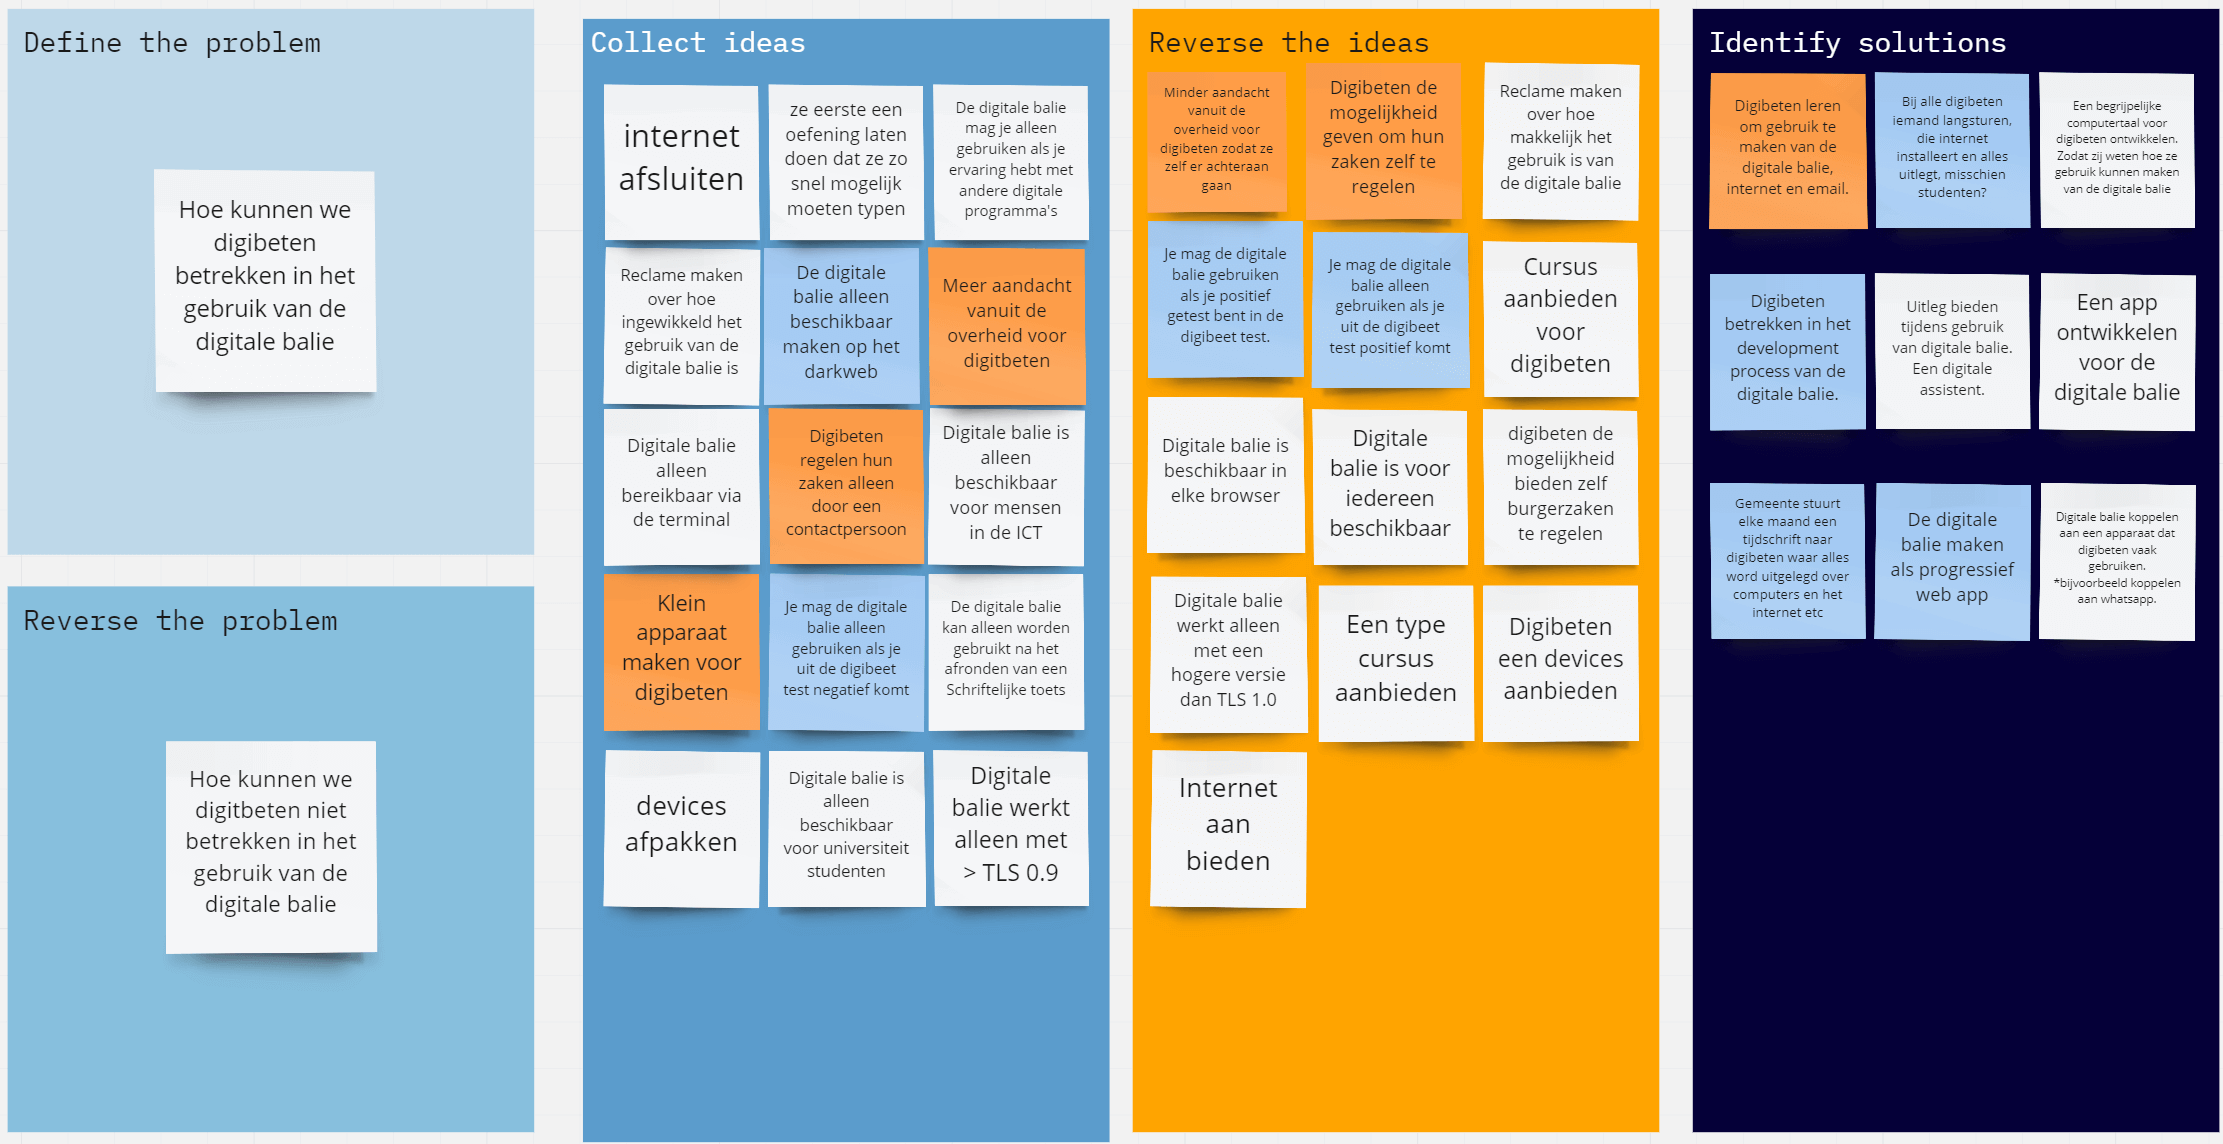 Define the problem
Hoe kunnen we
digibeten
betrekken in het
gebruik van de
digitale balie
Reverse the problem
Hoe kunnen we
digitbeten niet
betrekken in het
gebruik van de
digitale balie
Collect ideas
internet
afsluiten
ze eerste een
oefening laten
doen dat ze zo
snel mogelijk
moeten typen
De digitale balie
mag je alleen
gebruiken als je
ervaring hebt met
andere digitale
programma's
Reclame maken
over hoe
ingewikkeld het
gebruik van de
digitale balie is
De digitale
balie alleen
beschikbaar
maken op het
darkweb
Meer aandacht
vanuit de
overheid voor
digitbeten
Digitale balie
alleen
bereikbaar via
de terminal
Digibeten
regelen hun
zaken alleen
door een
contactpersoon
Digitale balie is
alleen
beschikbaar
voor mensen
in de ICT
Klein
apparaat
maken voor
digibeten
Je mag de digitale
balie alleen
gebruiken als je
uit de digibeet
test negatief komt
De digitale balie
kan alleen worden
gebruikt na het
afronden van een
Schriftelijke toets
devices
afpakken
Digitale balie is
alleen
beschikbaar
voor universiteit
studenten
Digitale
balie werkt
alleen met
> TLS 0.9
Reverse the ideas
Minder aandacht
vanuit de
overheid voor
digibeten zodat ze
zelf er achteraan
gaan
Digibeten de
mogelijkheid
geven om hun
zaken zelf te
regelen
Reclame maken
over hoe
makkelijk het
gebruik is van
de digitale balie
Je mag de digitale
balie gebruiken
als je positief
getest bent in de
digibeet test.
Je mag de digitale
balie alleen
gebruiken als je
uit de digibeet
test positief komt
Cursus
aanbieden
voor
digibeten
Digitale balie is
beschikbaar in
elke browser
Digitale
balie is voor
iedereen
beschikbaar
digibeten de
mogelijkheid
bieden zelf
burgerzaken
te regelen
Digitale balie
werkt alleen
met een
hogere versie
dan TLS 1.0
Een type
cursus
aanbieden
Digibeten
een devices
aanbieden
Internet
aan
bieden
Identify solutions
Digibeten leren
om gebruik te
maken van de
digitale balie,
internet en email.
Bij alle digibeten
iemand langsturen,
die internet
installeert en alles
uitlegt, misschien
studenten?
Een begrijpelijke
computertaal voor
digibeten ontwikkelen.
Zodat zij weten hoe ze
gebruik kunnen maken
van de digitale balie
Digibeten
betrekken in het
development
process van de
digitale balie.
Uitleg bieden
tijdens gebruik
van digitale balie.
Een digitale
assistent.
Een app
ontwikkelen
voor de
digitale balie
Gemeente stuurt
elke maand een
tijdschrift naar
digibeten waar alles
word uitgelegd over
computers en het
internet etc
De digitale
balie maken
als progressief
web app
Digitale balie koppelen
aan een apparaat dat
digibeten vaak
gebruiken.
*bijvoorbeeld koppelen
aan whatsapp.